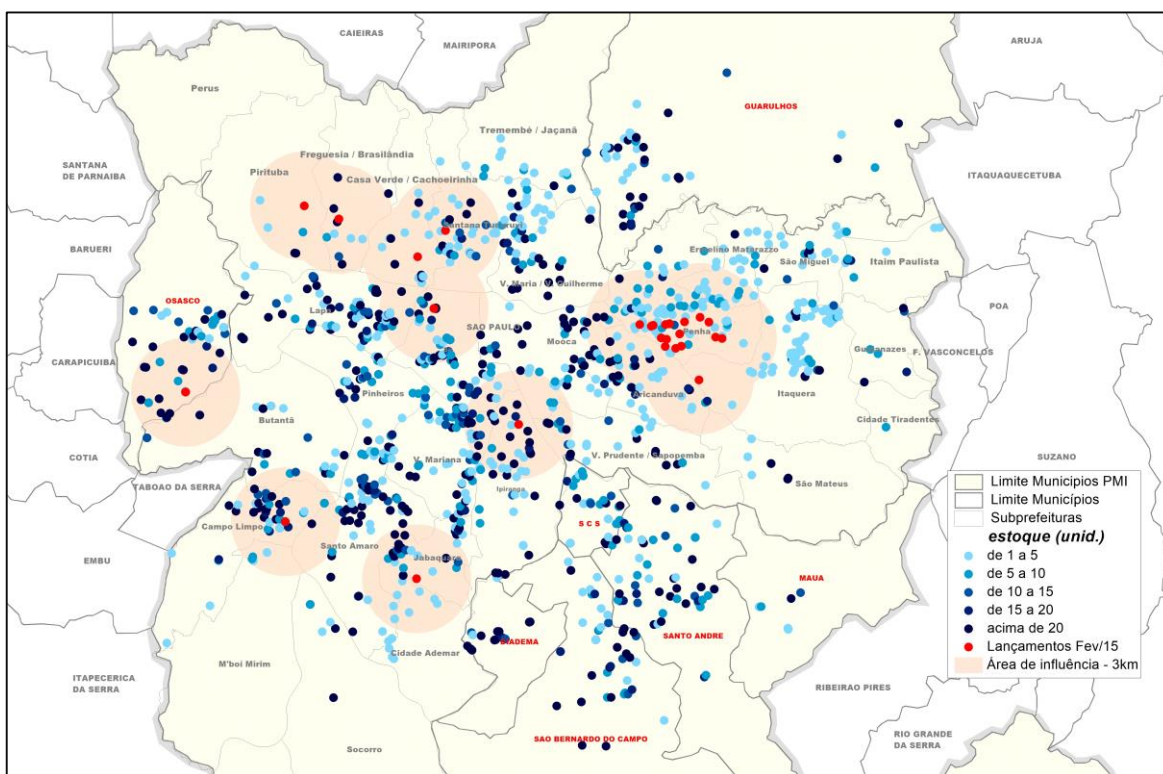 CAIEIRAS
MAIRIPORA
ARUJA
Perus
GUARULHOS
Tremembé / Jaçanã
Freguesia / Brasilândia
SANTANA
DE PARNAIBA
Pirituba
Casa Verde / Cachoeirinha
ITAQUAQUECETUBA
BARUERI
Ermelino Matarazzo
São Miguel
Itaim Paulista
V. Maria / V. Guilherme
OSASCO
Lapa
SAO PAULO
POA
Penha
Mooca
CARAPICUIBA
Guaianazes
F. VASCONCELOS
Pinheiros
Aricanduva
Itaquera
Butantã
Cidade Tiradentes
COTIA
V. Mariana
V. Prudente / Sapopemba
SUZANO
TABOAO DA SERRA
São Mateus
Ipiranga
Campo Limpo
S C S
Santo Amaro
Jabaquara
EMBU
MAUA
DIADEMA
SANTO ANDRE
Cidade Ademar
M'boi Mirim
ITAPECERICA
DA SERRA
RIBEIRAO PIRES
SAO BERNARDO DO CAMPO
RIO GRANDE
DA SERRA
Socorro
Limite Municipios PMI
Limite Municípios
Subprefeituras
estoque (unid.)
de 1 a 5
de 5 a 10
de 10 a 15
de 15 a 20
acima de 20
Lançamentos Fev/15
Área de influência - 3km